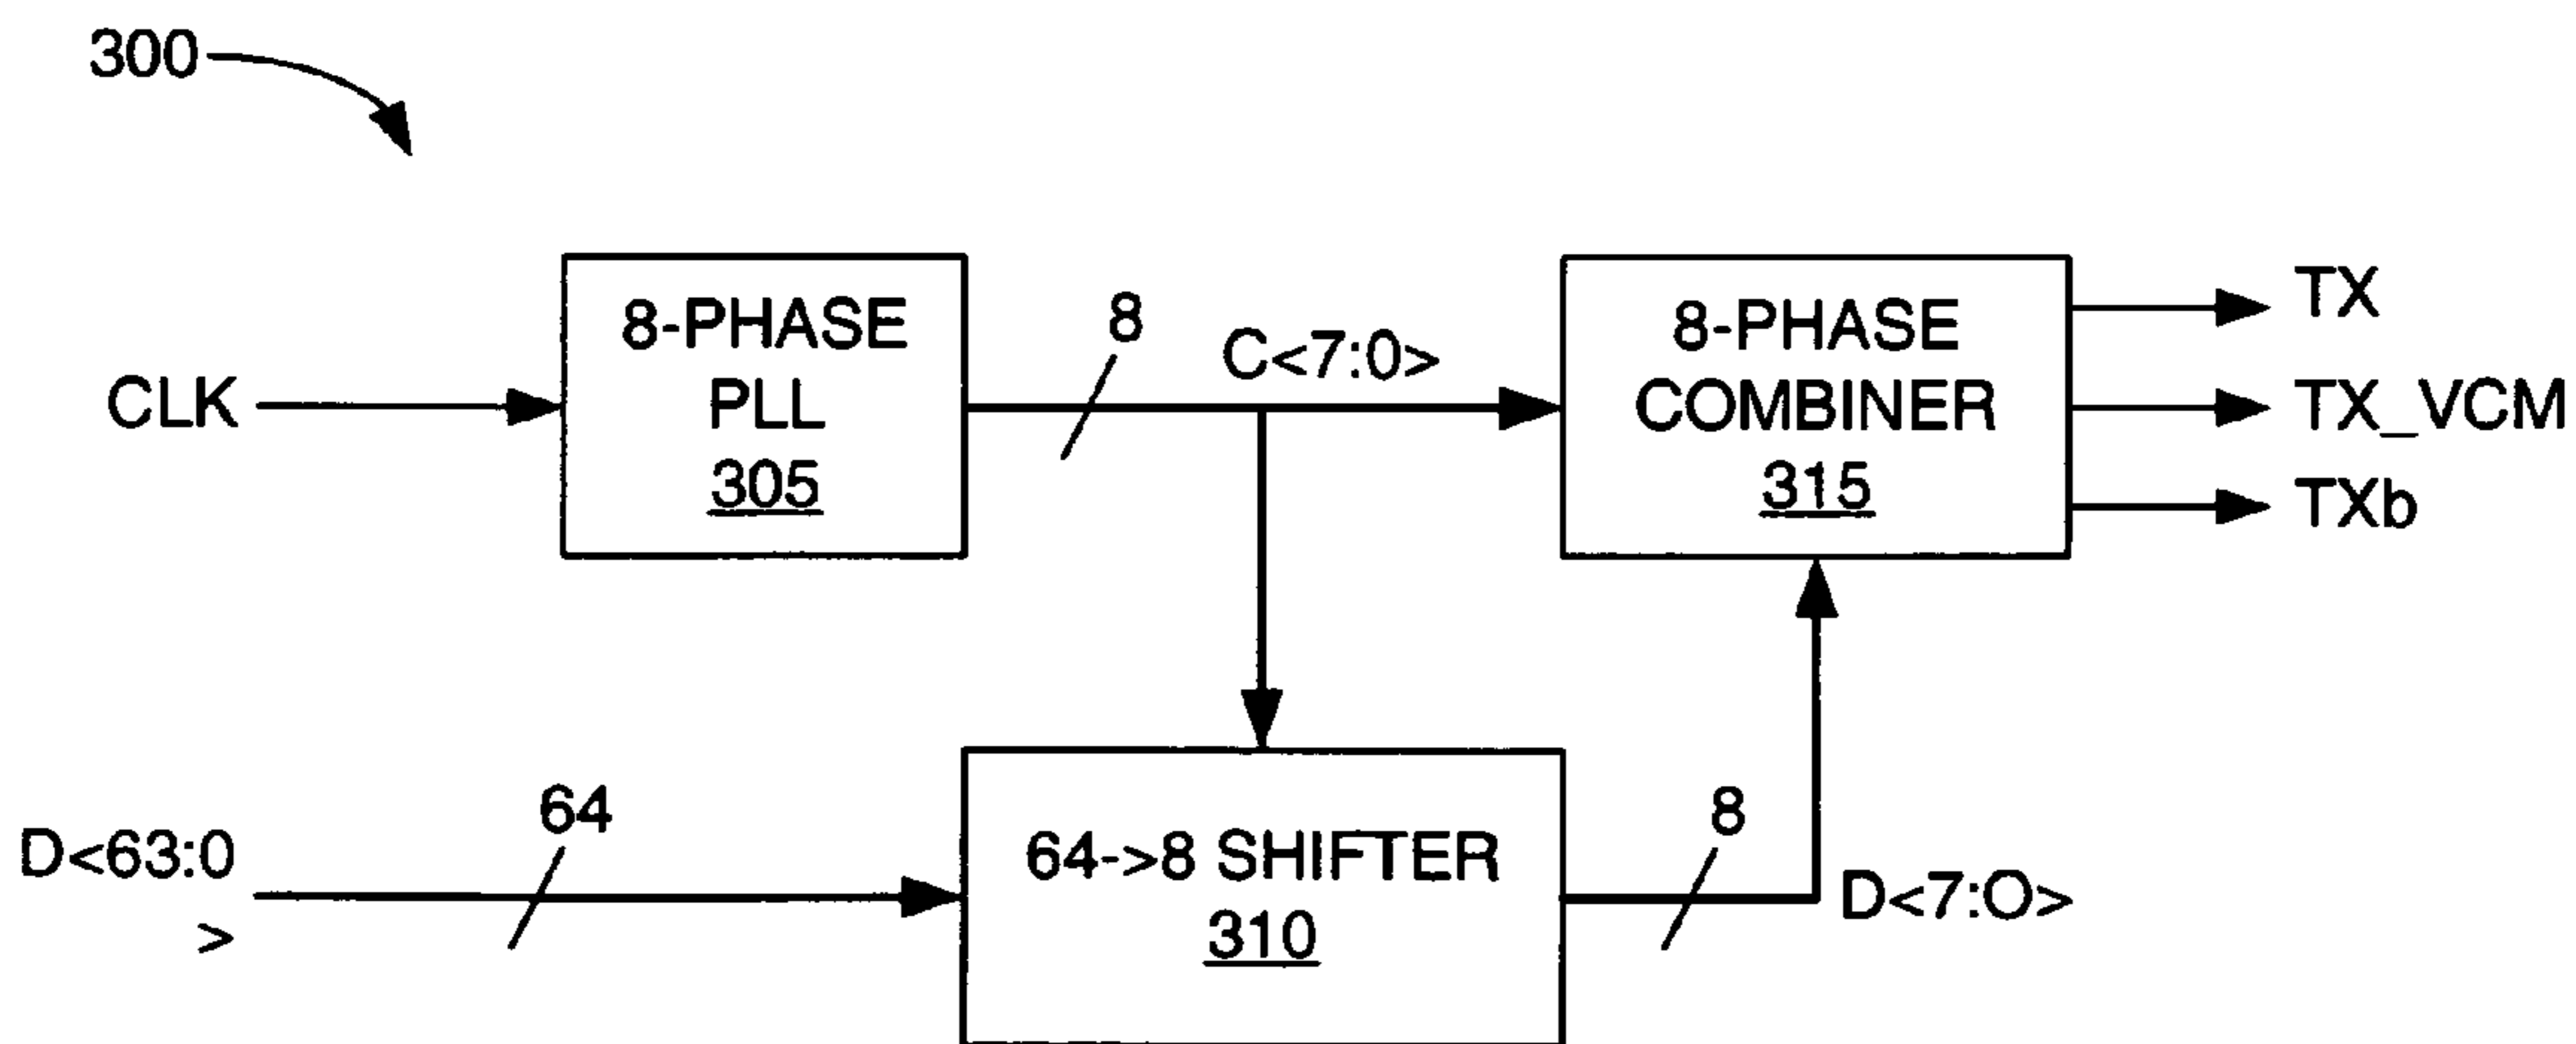 300
CLK
8-PHASE
PLL
305
8
C<7:0>
8-PHASE
COMBINER
315
TX
TX_VCM
TXb
D<63:0
>
64
64->8 SHIFTER
310
8
D<7:O>